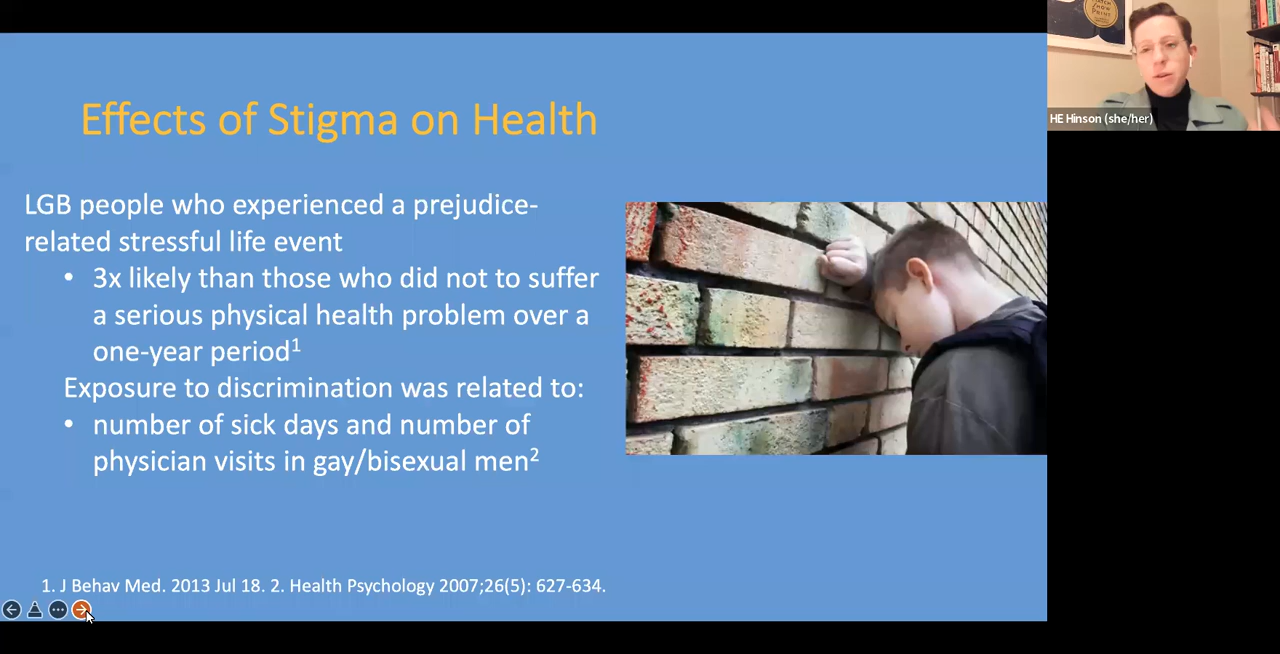 Effects of Stigma on Health
LGB people who experienced a prejudice-
related stressful life event
• 3x likely than those who did not to suffer
a serious physical health problem over a
one-year period1
Exposure to discrimination was related to:
• number of sick days and number of
physician visits in gay/bisexual men2
1. J Behav Med. 2013 Jul 18. 2. Health Psychology 2007;26(5): 627-634.
HE Hinson (she/her)